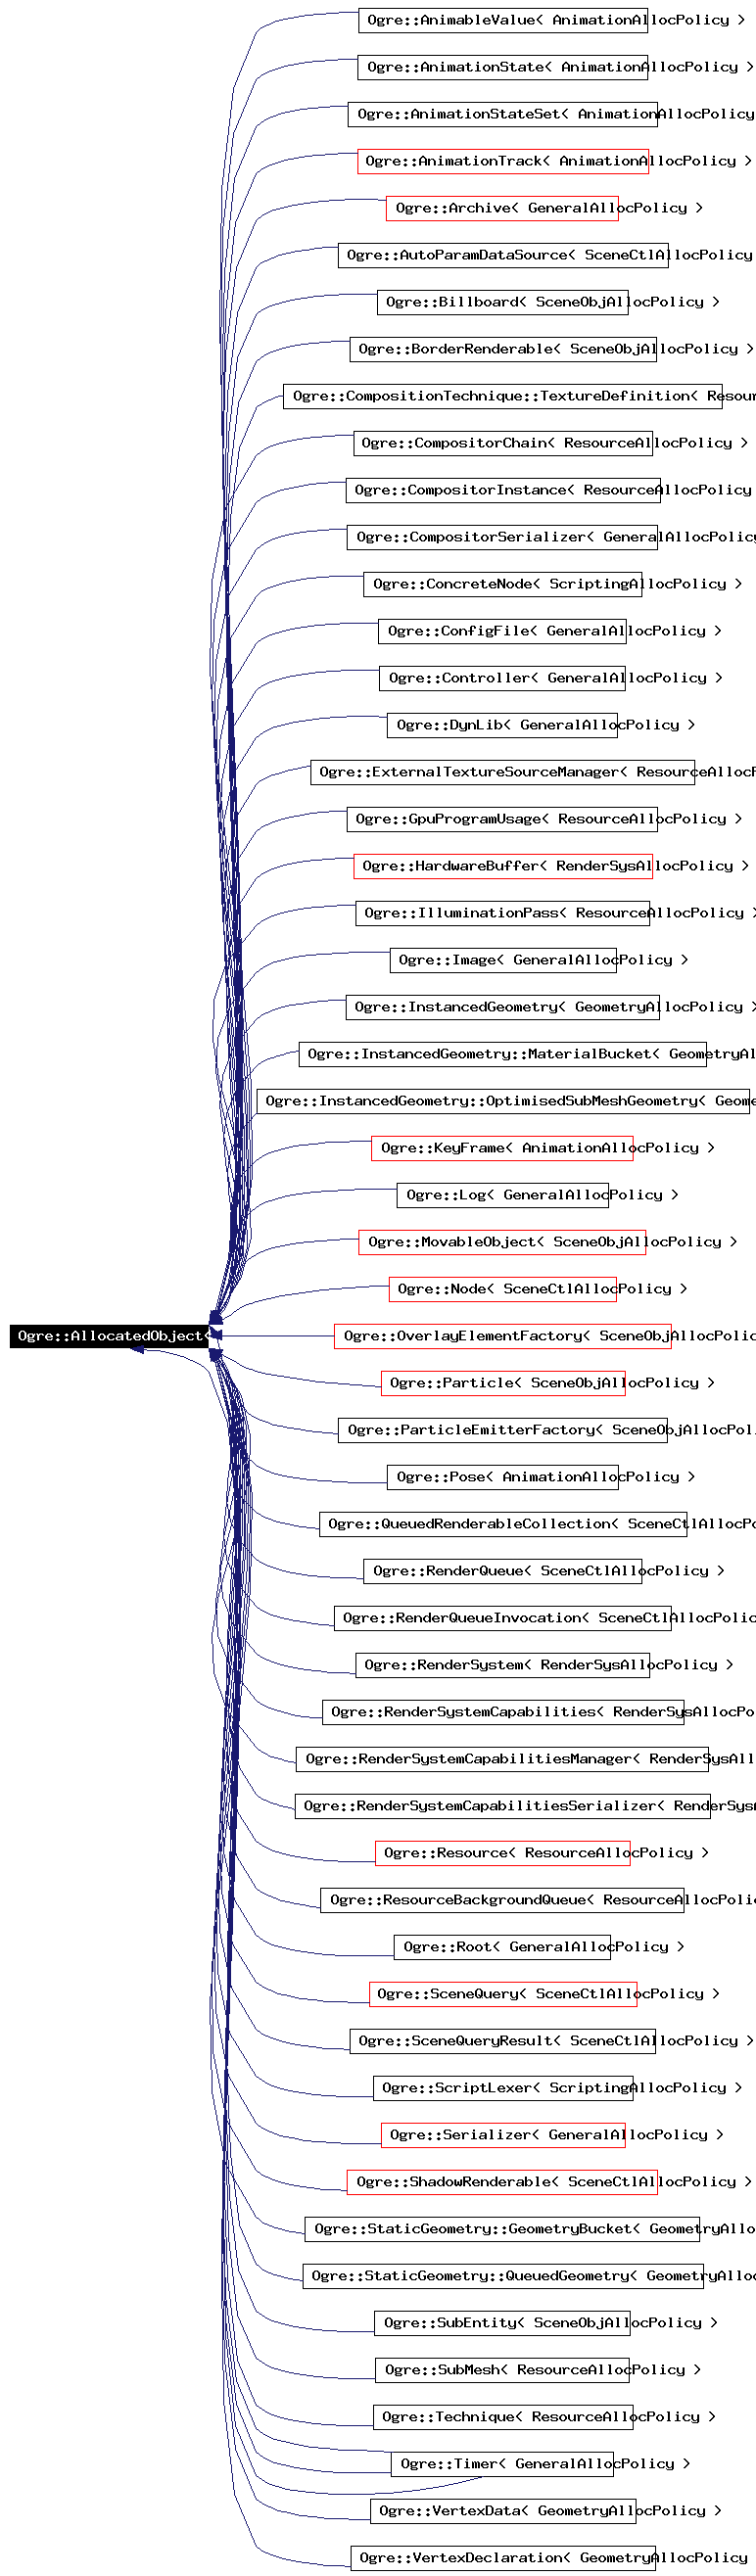 Ogre::AnimableValue< AnimationAllocPolicy >
Ogre::AnimationState< AnimationAllocPolicy >
Ogre::AnimationStateSet< AnimationAllocPolicy
Ogre::AnimationTrack< AnimationAllocPolicy >
Ogre::Archive< GeneralAllocPolicy >
Ogre::AutoParamDataSource< SceneCtlAllocPolicy
Ogre::Billboard< SceneObjAllocPolicy >
Ogre::BorderRenderable< SceneObjAllocPolicy >
Ogre::CompositionTechnique::TextureDefinition< Resour
Ogre::CompositorChain< ResourceAllocPolicy >
Ogre::CompositorInstance< ResourceAllocPolicy
Ogre::CompositorSerializer< GeneralAllocPolicy
Ogre::ConcreteNode< ScriptingAllocPolicy >
Ogre::ConfigFile< GeneralAllocPolicy >
Ogre::Controller< GeneralAllocPolicy >
Ogre::DynLib< GeneralAllocPolicy >
Ogre::ExternalTextureSourceManager< ResourceAllocP
Ogre::GpuProgramUsage< ResourceAllocPolicy >
Ogre::HardwareBuffer< RenderSysAllocPolicy >
Ogre::IlluminationPass< ResourceAllocPolicy >
Ogre::Image< GeneralAllocPolicy >
Ogre::InstancedGeometry< GeometryAllocPolicy >
Ogre::InstancedGeometry::MaterialBucket< GeometryAl
Ogre::InstancedGeometry::OptimisedSubMeshGeometry< Geome
Ogre::KeyFrame< AnimationAllocPolicy >
Ogre::Log< GeneralAllocPolicy >
Ogre::MovableObject< SceneObjAllocPolicy >
Ogre::Node< SceneCtlAllocPolicy >
Ogre::AllocatedObject<
Ogre::OverlayElementFactory< SceneObjAllocPolic
Ogre::Particle< SceneObjAllocPolicy >
Ogre::ParticleEmitterFactory< SceneObjAllocPoli
Ogre::Pose< AnimationAllocPolicy >
Ogre::QueuedRenderableCollection< SceneCtlAllocPo
Ogre::RenderQueue< SceneCtlAllocPolicy >
Ogre::RenderQueueInvocation< SceneCtlAllocPolic
Ogre::RenderSystem< RenderSysAllocPolicy >
Ogre::RenderSystemCapabilities< RenderSysAllocPo
Ogre::RenderSystemCapabilitiesManager< RenderSysAll
Ogre::RenderSystemCapabilitiesSerializer< RenderSysA
Ogre::Resource< ResourceAllocPolicy >
Ogre::ResourceBackgroundQueue< ResourceAllocPolic
Ogre::Root< GeneralAllocPolicy >
Ogre::SceneQuery< SceneCtlAllocPolicy >
Ogre::SceneQueryResult< SceneCtlAllocPolicy >
Ogre::ScriptLexer< ScriptingAllocPolicy >
Ogre::Serializer< GeneralAllocPolicy >
Ogre::ShadowRenderable< SceneCtlAllocPolicy >
Ogre::StaticGeometry::GeometryBucket< GeometryAllo
Ogre::StaticGeometry::QueuedGeometry< GeometryAlloc
Ogre::SubEntity< SceneObjAllocPolicy >
Ogre::SubMesh< ResourceAllocPolicy >
Ogre::Technique< ResourceAllocPolicy >
Ogre::Timer< GeneralAllocPolicy >
Ogre::VertexData< GeometryAllocPolicy >
Ogre::VertexDeclaration< GeometryAllocPolicy